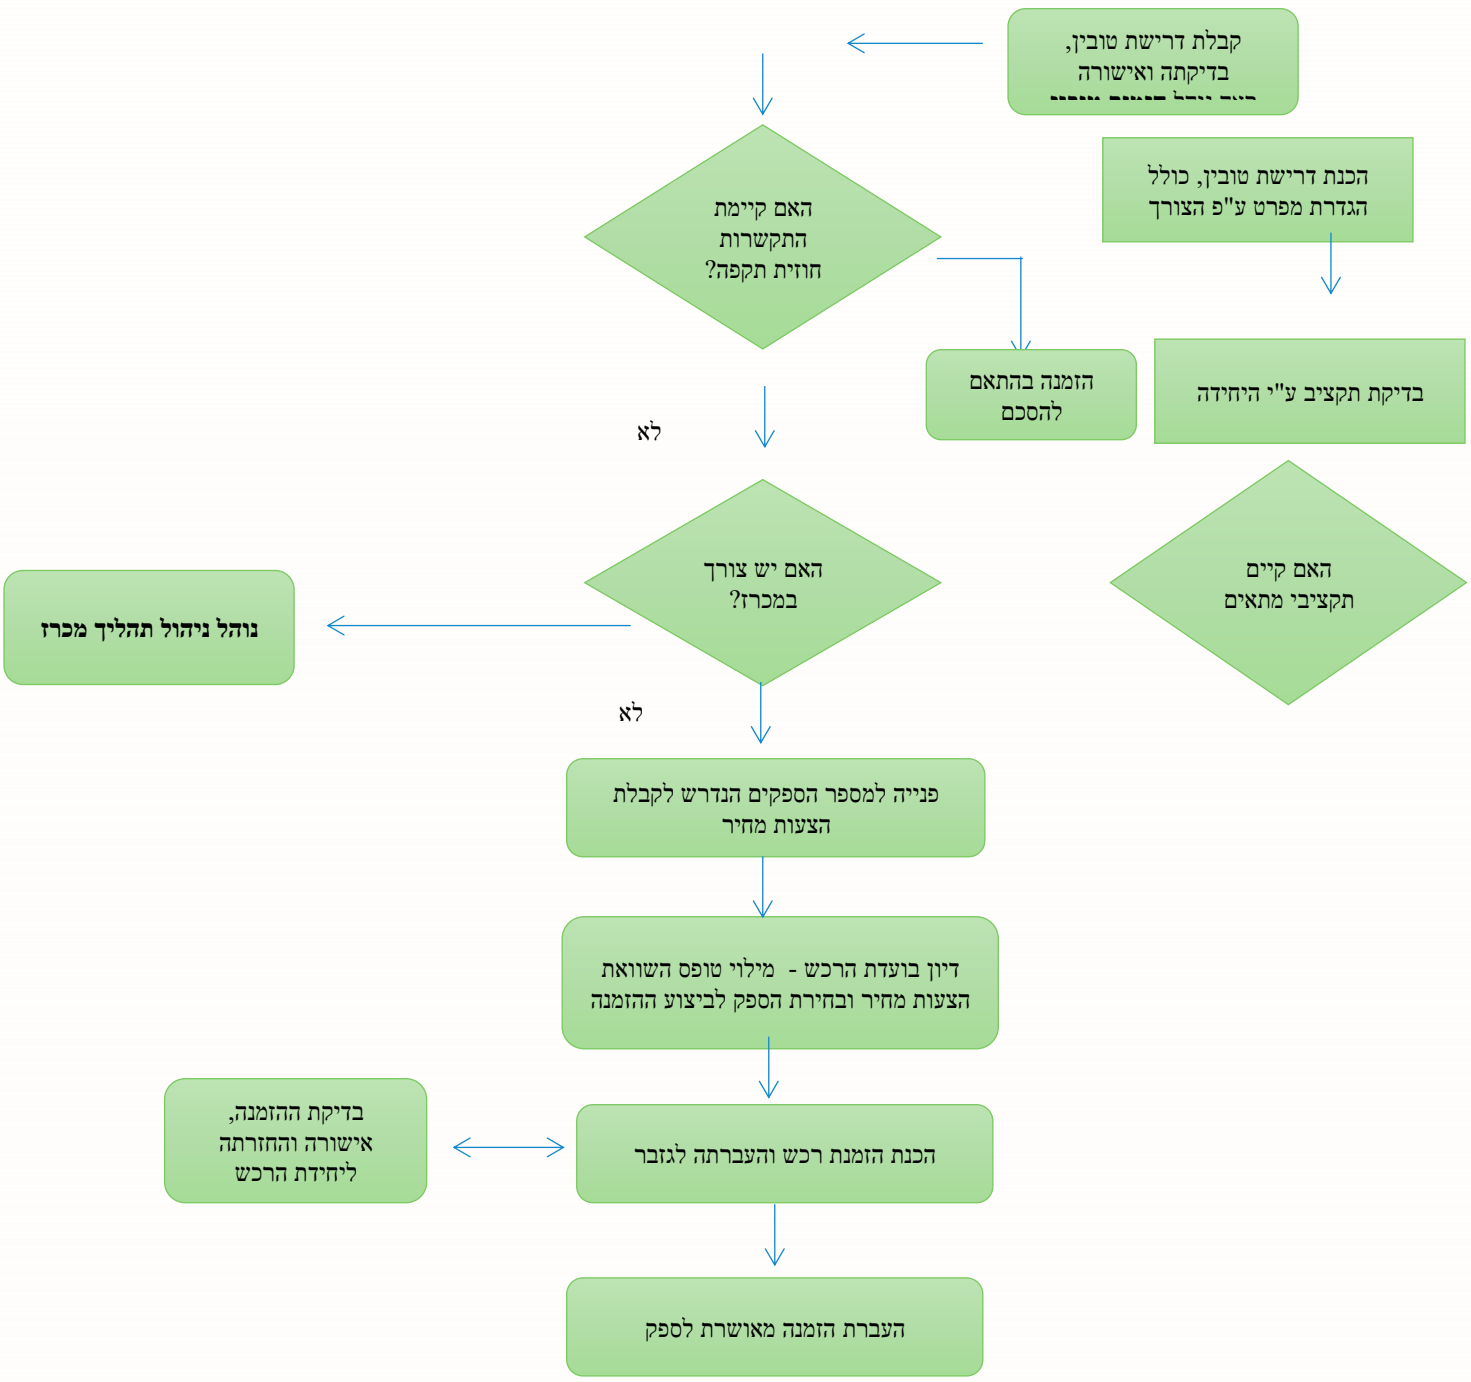 קבלת דרישת טובין,
בדיקתה ואישורה
הכנת דרישת טובין, כולל
הגדרת מפרט ע"פ הצורך
האם קיימת
התקשרות
חוזית תקפה?
הזמנה בהתאם
להסכם
בדיקת תקציב ע"י היחידה
לא
האם קיים
תקציבי מתאים
האם יש צורך
במכרז?
נוהל ניהול תהליך מכרז
לא
פנייה למספר הספקים הנדרש לקבלת
הצעות מחיר
דיון בועדת הרכש - מילוי טופס השוואת
הצעות מחיר ובחירת הספק לביצוע ההזמנה
הכנת הזמנת רכש והעברתה לגזבר
בדיקת ההזמנה,
אישורה והחזרתה
ליחידת הרכש
העברת הזמנה מאושרת לספק